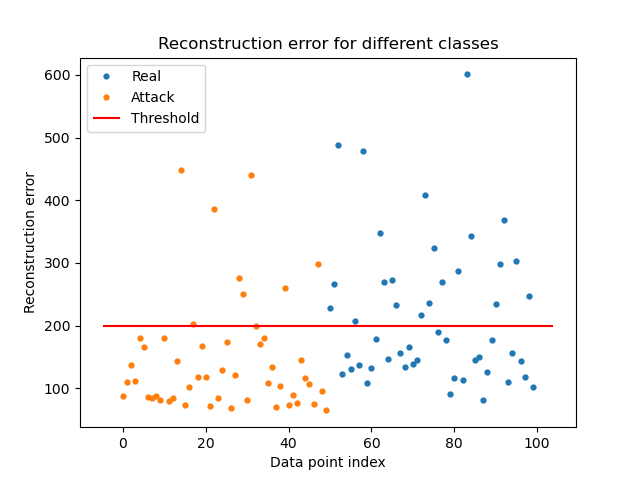 Reconstruction error for different classes
Real
Attack
Threshold
600
500
400
300
200
100
Reconstruction error
0
20
40
60
80
100
Data point index